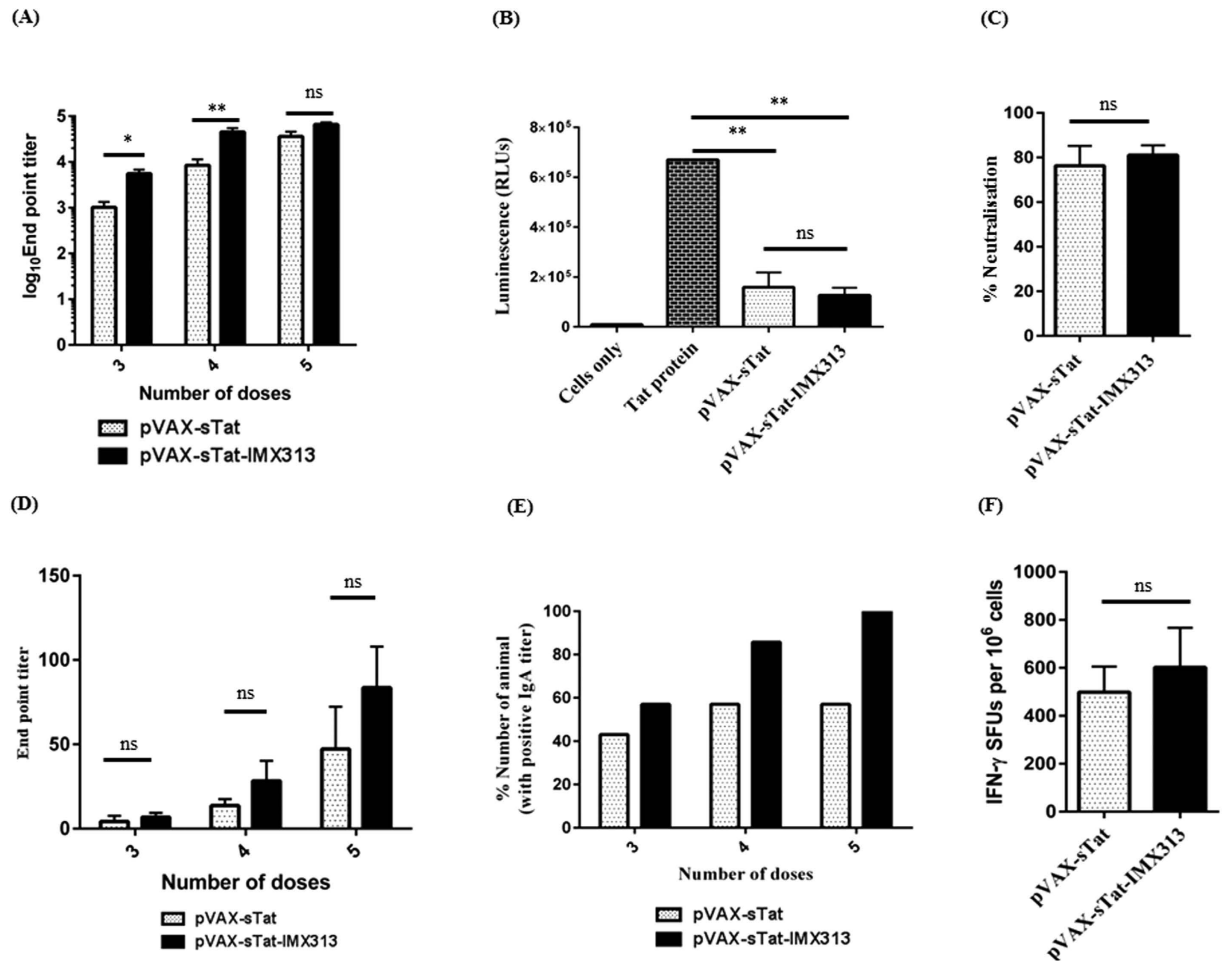 (A)
log10End point titer
5
4
3
2
1
0
*
**
ns
3
4
5
Number of doses
pVAX-sTat
pVAX-sTat-IMX313
(B)
Luminescence (RLUs)
8×10⁵
6×10⁵
4×10⁵
2×10⁵
0
**
**
ns
Cells only
Tat protein
pVAX-sTat
pVAX-sTat-IMX313
(C)
% Neutralisation
100
80
60
40
20
0
ns
pVAX-sTat
pVAX-sTat-IMX313
(D)
End point titer
150
100
50
0
ns
ns
ns
3
4
5
Number of doses
pVAX-sTat
pVAX-sTat-IMX313
(E)
% Number of animal
(with positive IgA titer)
100
80
60
40
20
0
3
4
5
Number of doses
pVAX-sTat
pVAX-sTat-IMX313
(F)
IFN-γ SFUs per 10⁶ cells
1000
800
600
400
200
0
ns
pVAX-sTat
pVAX-sTat-IMX313